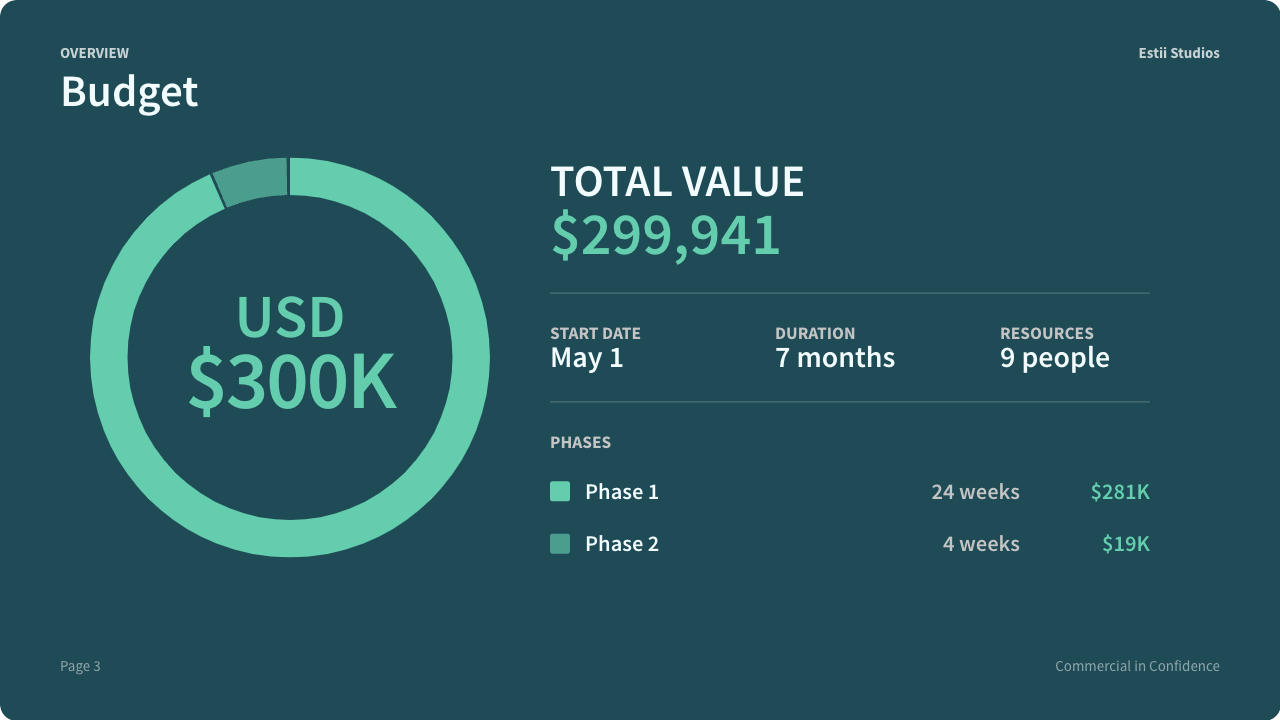 OVERVIEW
Estii Studios
Budget
USD
$300K
TOTAL VALUE
$299,941
START DATE
May 1
DURATION
7 months
RESOURCES
9 people
PHASES
Phase 1 24 weeks $281K
Phase 2 4 weeks $19K
Page 3
Commercial in Confidence